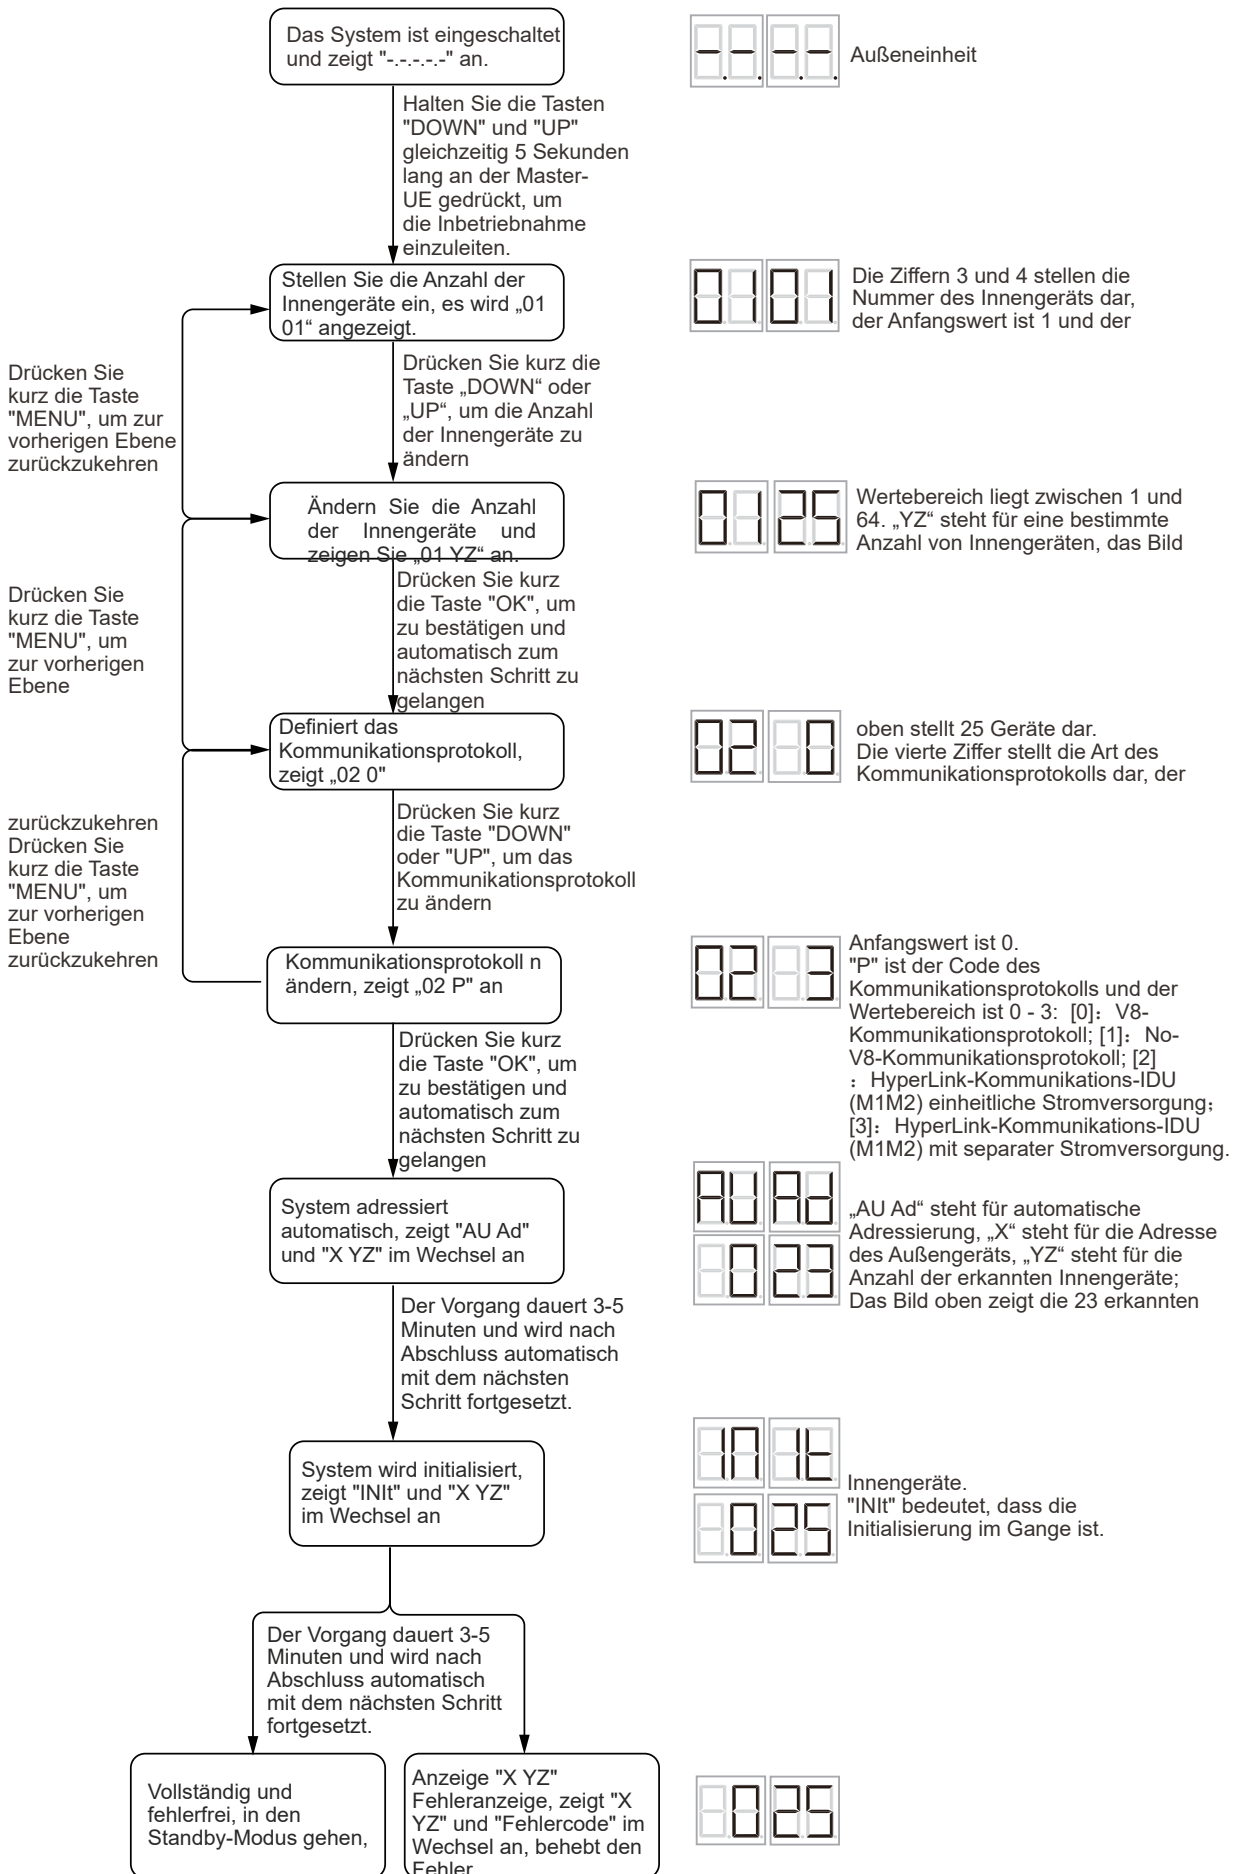 Das System ist eingeschaltet
und zeigt "-.-.-.-.-" an.
Außeneinheit
Halten Sie die Tasten
"DOWN" und "UP"
gleichzeitig 5 Sekunden
lang an der Master-
UE gedrückt, um
die Inbetriebnahme
einzuleiten.
Stellen Sie die Anzahl der
Innengeräte ein, es wird „01
01“ angezeigt.
0101
Die Ziffern 3 und 4 stellen die
Nummer des Innengeräts dar,
der Anfangswert ist 1 und der
Drücken Sie
kurz die Taste
"MENU", um zur
vorherigen Ebene
zurückzukehren
Drücken Sie kurz die
Taste „DOWN“ oder
„UP“, um die Anzahl
der Innengeräte zu
ändern
Ändern Sie die Anzahl
der Innengeräte und
zeigen Sie „01 YZ“ an.
0125
Wertebereich liegt zwischen 1 und
64. „YZ“ steht für eine bestimmte
Anzahl von Innengeräten, das Bild
Drücken Sie
kurz die Taste
"MENU", um
zur vorherigen
Ebene
Drücken Sie kurz
die Taste "OK", um
zu bestätigen und
automatisch zum
nächsten Schritt zu
gelangen
Definiert das
Kommunikationsprotokoll,
zeigt „02 0"
02 0
oben stellt 25 Geräte dar.
Die vierte Ziffer stellt die Art des
Kommunikationsprotokolls dar, der
zurückzukehren
Drücken Sie
kurz die Taste
"MENU", um
zur vorherigen
Ebene
zurückzukehren
Drücken Sie kurz
die Taste "DOWN"
oder "UP", um das
Kommunikationsprotokoll
zu ändern
Kommunikationsprotokoll n
ändern, zeigt „02 P" an
02 3
Anfangswert ist 0.
"P" ist der Code des
Kommunikationsprotokolls und der
Wertebereich ist 0 - 3: [0]：V8-
Kommunikationsprotokoll; [1]：No-
V8-Kommunikationsprotokoll; [2]
：HyperLink-Kommunikations-IDU
(M1M2) einheitliche Stromversorgung；
[3]：HyperLink-Kommunikations-IDU
(M1M2) mit separater Stromversorgung.
Drücken Sie kurz
die Taste "OK", um
zu bestätigen und
automatisch zum
nächsten Schritt zu
gelangen
System adressiert
automatisch, zeigt "AU Ad"
und "X YZ" im Wechsel an
AU Ad
023
„AU Ad“ steht für automatische
Adressierung, „X“ steht für die Adresse
des Außengeräts, „YZ“ steht für die
Anzahl der erkannten Innengeräte;
Das Bild oben zeigt die 23 erkannten
Der Vorgang dauert 3-5
Minuten und wird nach
Abschluss automatisch
mit dem nächsten
Schritt fortgesetzt.
System wird initialisiert,
zeigt "INIt" und "X YZ"
im Wechsel an
INIt
025
Innengeräte.
"INIt" bedeutet, dass die
Initialisierung im Gange ist.
Der Vorgang dauert 3-5
Minuten und wird nach
Abschluss automatisch
mit dem nächsten Schritt
fortgesetzt.
Vollständig und
fehlerfrei, in den
Standby-Modus gehen,
Anzeige "X YZ"
Fehleranzeige, zeigt "X
YZ" und "Fehlercode" im
Wechsel an, behebt den
Fehler
025